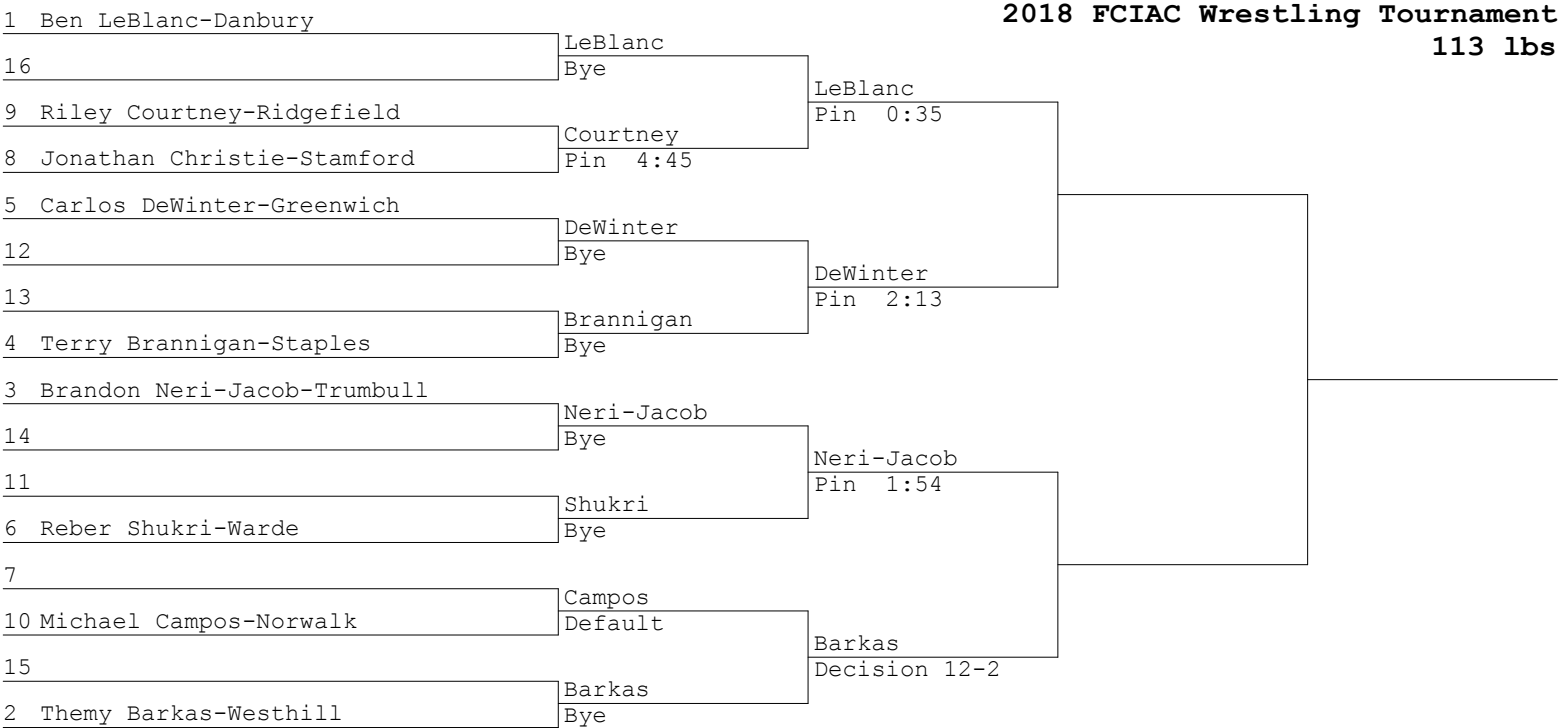 2018 FCIAC Wrestling Tournament
113 lbs
1 Ben LeBlanc-Danbury
LeBlanc
16
Bye
LeBlanc
9 Riley Courtney-Ridgefield
Pin 0:35
Courtney
8 Jonathan Christie-Stamford
Pin 4:45
5 Carlos DeWinter-Greenwich
DeWinter
12
Bye
DeWinter
13
Pin 2:13
Brannigan
4 Terry Brannigan-Staples
Bye
3 Brandon Neri-Jacob-Trumbull
Neri-Jacob
14
Bye
Neri-Jacob
11
Pin 1:54
Shukri
6 Reber Shukri-Warde
Bye
7
Campos
10 Michael Campos-Norwalk
Default
Barkas
15
Decision 12-2
Barkas
2 Themy Barkas-Westhill
Bye